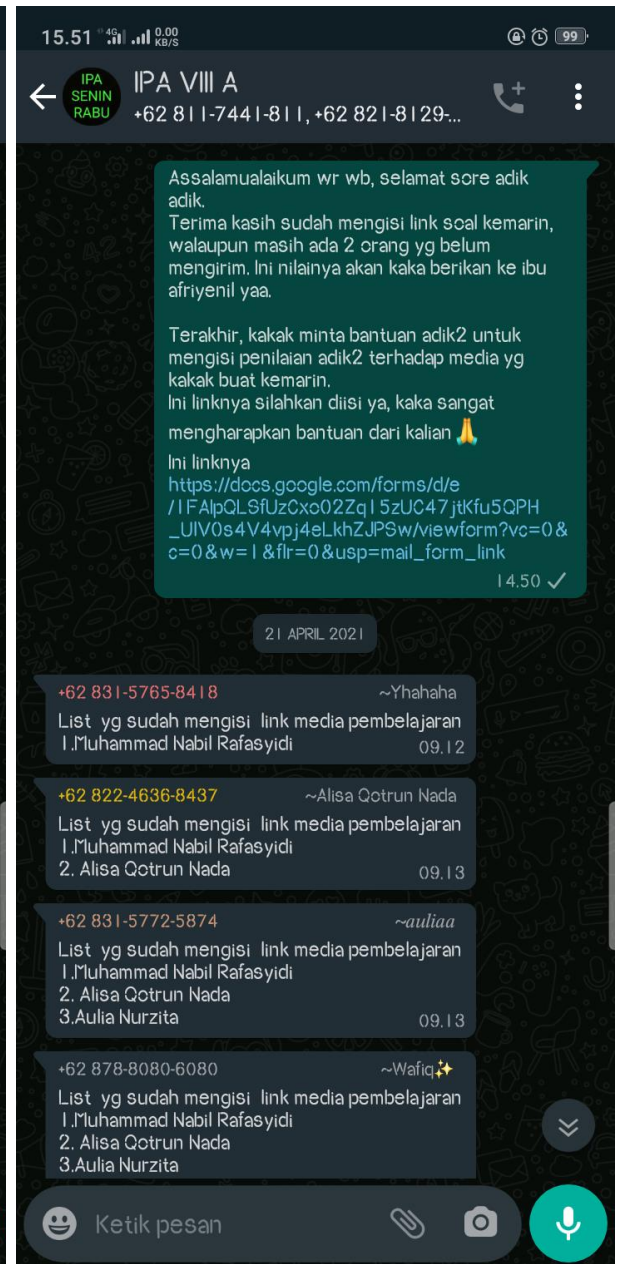 15.51 4G 0.00 KB/S 99
IPA SENIN RABU
IPA VIII A
+62 811-7441-811, +62 821-8129-...
Assalamualaikum wr wb, selamat sore adik
adik.
Terima kasih sudah mengisi link soal kemarin,
walaupun masih ada 2 orang yg belum
mengirim. Ini nilainya akan kaka berikan ke ibu
afriyenil yaa.
Terakhir, kakak minta bantuan adik2 untuk
mengisi penilaian adik2 terhadap media yg
kakak buat kemarin.
Ini linknya silahkan diisi ya, kaka sangat
mengharapkan bantuan dari kalian 🙏
Ini linknya
https://docs.google.com/forms/d/e
/1FAIpQLSfUzCxo02Zq15zUC47jtKfu5QPH
_UIV0s4V4vpj4eLkhZJPSw/viewform?vc=0&
c=0&w=1&flr=0&usp=mail_form_link
14.50
21 APRIL 2021
+62 831-5765-8418 ~Yhahaha
List yg sudah mengisi link media pembelajaran
1.Muhammad Nabil Rafasyidi
09.12
+62 822-4636-8437 ~Alisa Qotrun Nada
List yg sudah mengisi link media pembelajaran
1.Muhammad Nabil Rafasyidi
2. Alisa Qotrun Nada
09.13
+62 831-5772-5874 ~auliaa
List yg sudah mengisi link media pembelajaran
1.Muhammad Nabil Rafasyidi
2. Alisa Qotrun Nada
3.Aulia Nurzita
09.13
+62 878-8080-6080 ~Wafiq✨
List yg sudah mengisi link media pembelajaran
1.Muhammad Nabil Rafasyidi
2. Alisa Qotrun Nada
3.Aulia Nurzita
Ketik pesan